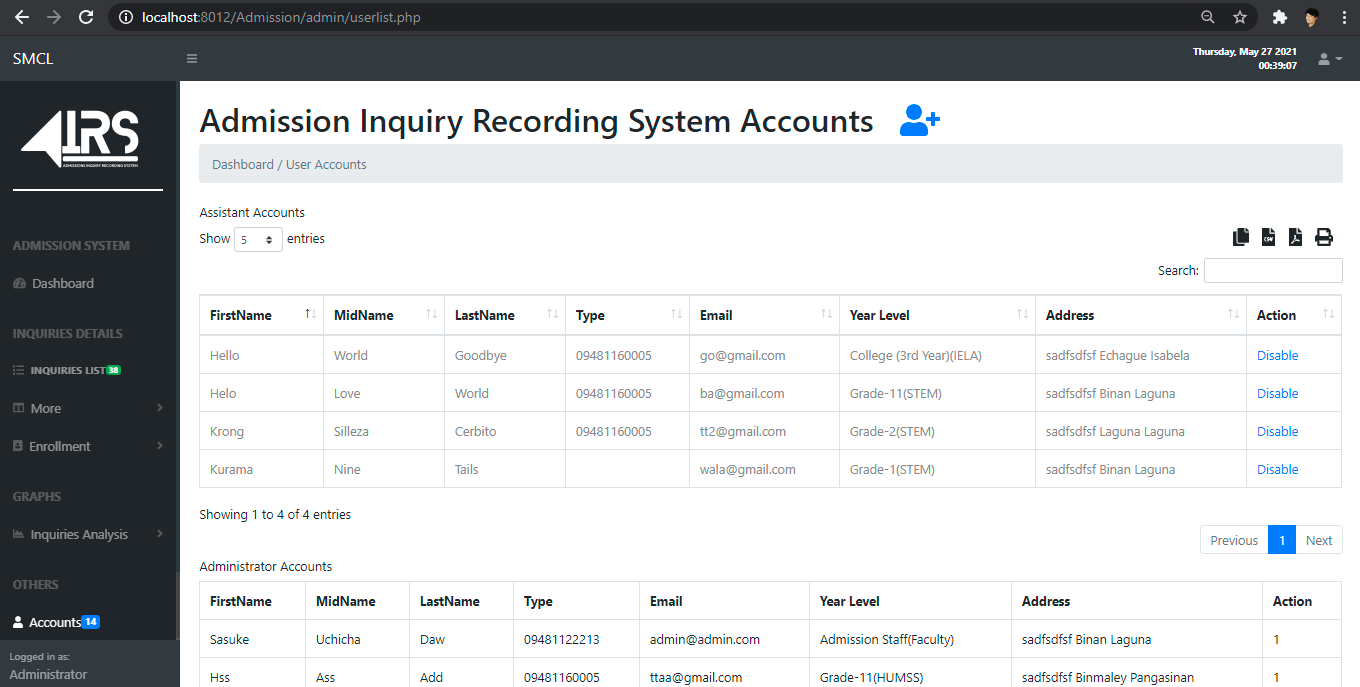 localhost:8012/Admission/admin/userlist.php
SMCL
Thursday, May 27 2021
00:39:07
AIRS
ADMISSIONS INQUIRY RECORDING SYSTEM
ADMISSION SYSTEM
Dashboard
INQUIRIES DETAILS
INQUIRIES LIST 38
More
Enrollment
GRAPHS
Inquiries Analysis
OTHERS
Accounts 14
Logged in as:
Administrator
Admission Inquiry Recording System Accounts
Dashboard / User Accounts
Assistant Accounts
Show 5 entries
CSV
Search:
FirstName MidName LastName Type Email Year Level Address Action
Hello World Goodbye 09481160005 go@gmail.com College (3rd Year)(IELA) sadfsdfsf Echague Isabela Disable
Helo Love World 09481160005 ba@gmail.com Grade-11(STEM) sadfsdfsf Binan Laguna Disable
Krong Silleza Cerbito 09481160005 tt2@gmail.com Grade-2(STEM) sadfsdfsf Laguna Laguna Disable
Kurama Nine Tails wala@gmail.com Grade-1(STEM) sadfsdfsf Binan Laguna Disable
Showing 1 to 4 of 4 entries
Previous 1 Next
Administrator Accounts
FirstName MidName LastName Type Email Year Level Address Action
Sasuke Uchicha Daw 09481122213 admin@admin.com Admission Staff(Faculty) sadfsdfsf Binan Laguna 1
Hss Ass Add 09481160005 ttaa@gmail.com Grade-11(HUMSS) sadfsdfsf Binmaley Pangasinan 1